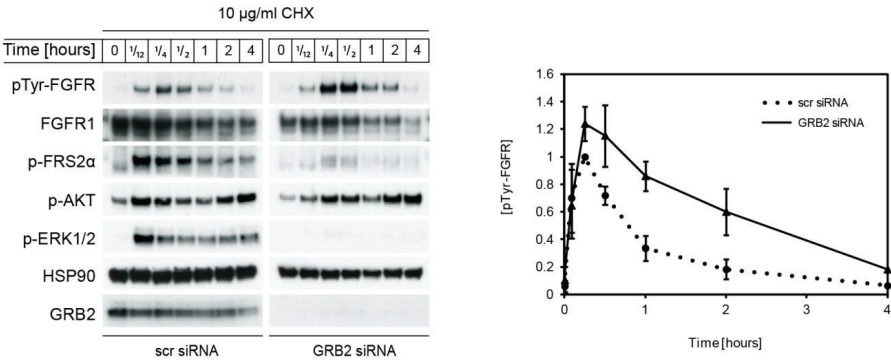 10 µg/ml CHX
Time [hours] 0 1/12 1/4 1/2 1 2 4 0 1/12 1/4 1/2 1 2 4
pTyr-FGFR
FGFR1
p-FRS2α
p-AKT
p-ERK1/2
HSP90
GRB2
scr siRNA GRB2 siRNA
[pTyr-FGFR]
1.6
1.4
1.2
1.0
0.8
0.6
0.4
0.2
0
0 1 2 3 4
Time [hours]
scr siRNA
GRB2 siRNA